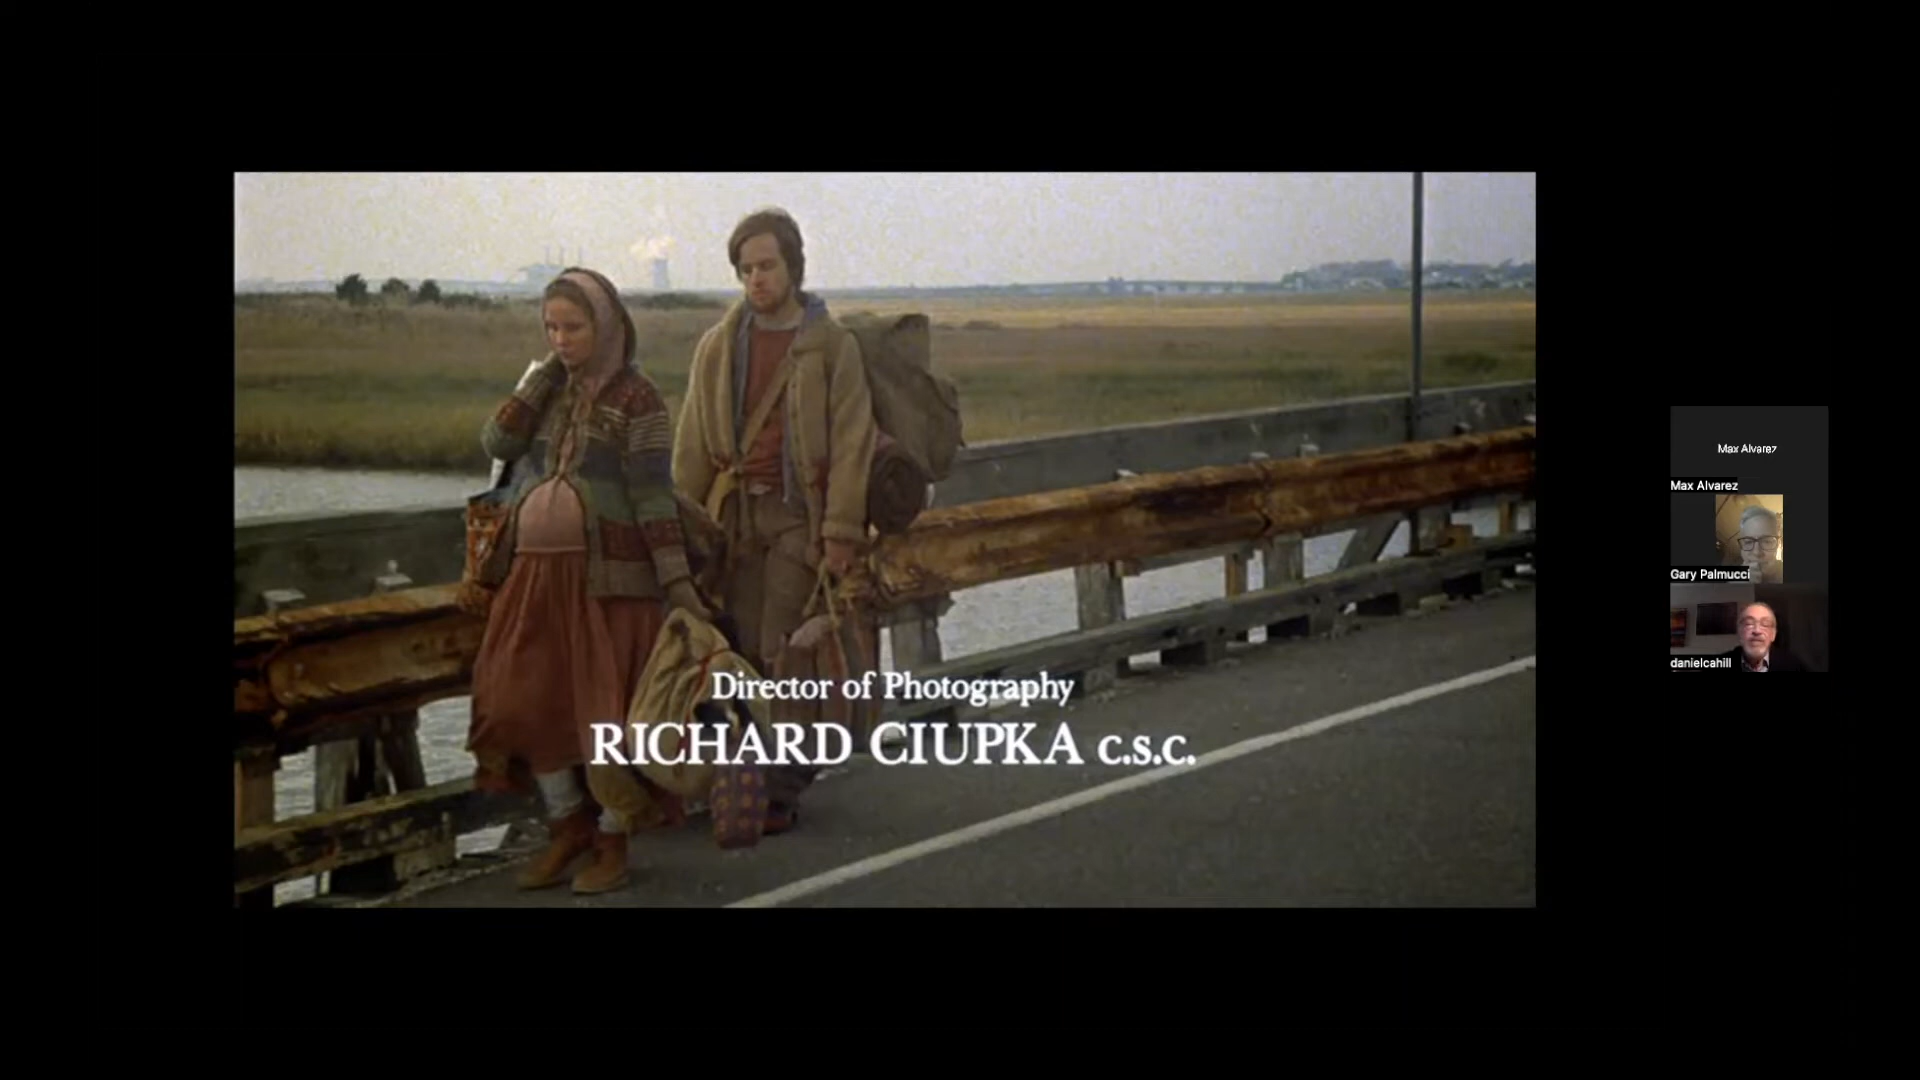 Director of Photography
RICHARD CIUPKA C.S.C.
Max Alvarez
Max Alvarez
Gary Palmucci
danielcahill